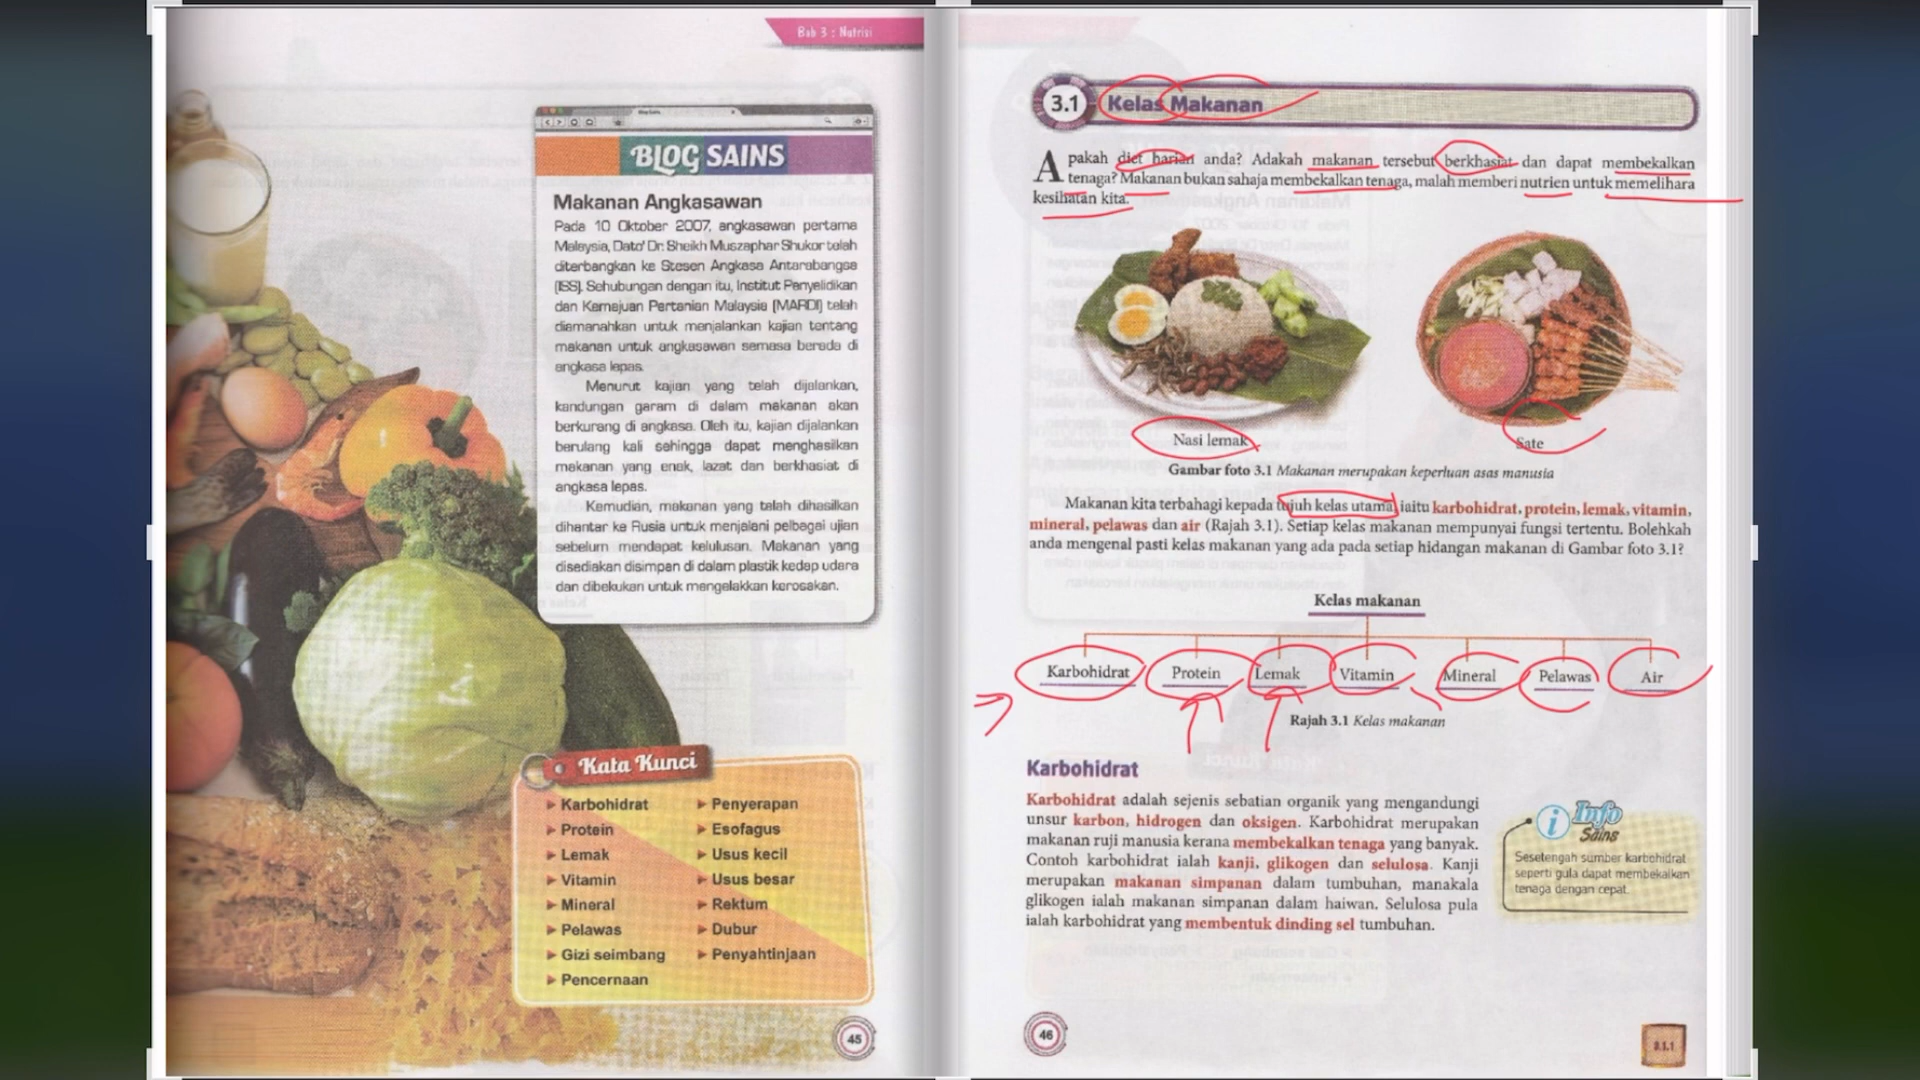 Bab 3 : Nutrisi
BLOG SAINS
Makanan Angkasawan
Pada 10 Oktober 2007, angkasawan pertama
Malaysia, Dato' Dr. Sheikh Muszaphar Shukor telah
diterbangkan ke Stesen Angkasa Antarabangsa
(ISS). Sehubungan dengan itu, Institut Penyelidikan
dan Kemajuan Pertanian Malaysia (MARDI) telah
diamanahkan untuk menjalankan kajian tentang
makanan untuk angkasawan semasa berada di
angkasa lepas.
Menurut kajian yang telah dijalankan,
kandungan garam di dalam makanan akan
berkurang di angkasa. Oleh itu, kajian dijalankan
berulang kali sehingga dapat menghasilkan
makanan yang enak, lazat dan berkhasiat di
angkasa lepas.
Kemudian, makanan yang telah dihasilkan
dihantar ke Rusia untuk menjalani pelbagai ujian
sebelum mendapat kelulusan. Makanan yang
disediakan disimpan di dalam plastik kedap udara
dan dibekukan untuk mengelakkan kerosakan.
Kata Kunci
Karbohidrat
Protein
Lemak
Vitamin
Mineral
Pelawas
Gizi seimbang
Pencernaan
Penyerapan
Esofagus
Usus kecil
Usus besar
Rektum
Dubur
Penyahtinjaan
45
3.1 Kelas Makanan
Apakah diet harian anda? Adakah makanan tersebut berkhasiat dan dapat membekalkan
tenaga? Makanan bukan sahaja membekalkan tenaga, malah memberi nutrien untuk memelihara
kesihatan kita.
Nasi lemak
Sate
Gambar foto 3.1 Makanan merupakan keperluan asas manusia
Makanan kita terbahagi kepada tujuh kelas utama iaitu karbohidrat, protein, lemak, vitamin,
mineral, pelawas dan air (Rajah 3.1). Setiap kelas makanan mempunyai fungsi tertentu. Bolehkah
anda mengenal pasti kelas makanan yang ada pada setiap hidangan makanan di Gambar foto 3.1?
Kelas makanan
Karbohidrat Protein Lemak Vitamin Mineral Pelawas Air
Rajah 3.1 Kelas makanan
Karbohidrat
Karbohidrat adalah sejenis sebatian organik yang mengandungi
unsur karbon, hidrogen dan oksigen. Karbohidrat merupakan
makanan ruji manusia kerana membekalkan tenaga yang banyak.
Contoh karbohidrat ialah kanji, glikogen dan selulosa. Kanji
merupakan makanan simpanan dalam tumbuhan, manakala
glikogen ialah makanan simpanan dalam haiwan. Selulosa pula
ialah karbohidrat yang membentuk dinding sel tumbuhan.
i Info
Sains
Sesetengah sumber karbohidrat
seperti gula dapat membekalkan
tenaga dengan cepat.
46
3.1.1